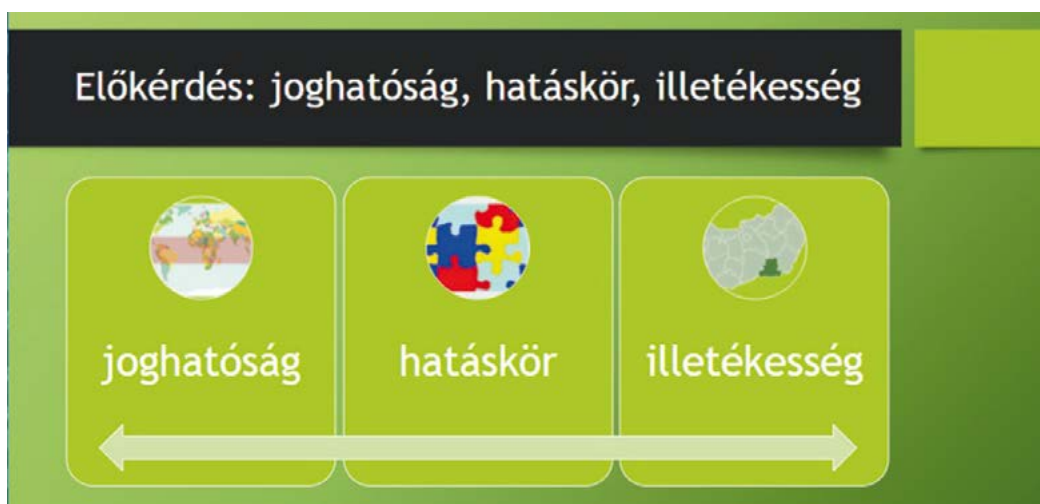 Előkérdés: joghatóság, hatáskör, illetékesség
joghatóság
hatáskör
illetékesség